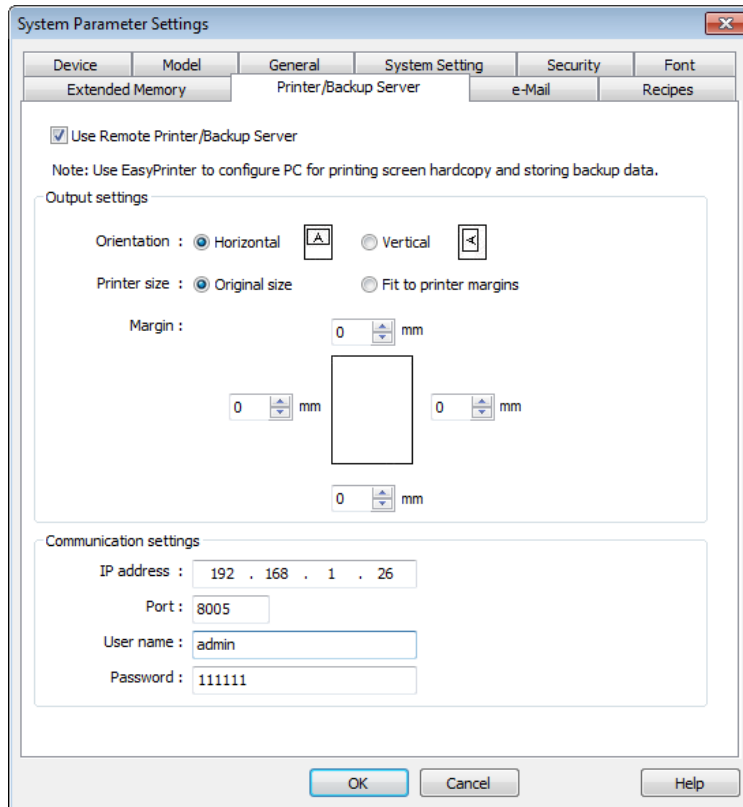 System Parameter Settings
Device Model General System Setting Security Font
Extended Memory Printer/Backup Server e-Mail Recipes
Use Remote Printer/Backup Server
Note: Use EasyPrinter to configure PC for printing screen hardcopy and storing backup data.
Output settings
Orientation : Horizontal A Vertical A
Printer size : Original size Fit to printer margins
Margin : 0 mm
0 mm 0 mm
0 mm
Communication settings
IP address : 192 . 168 . 1 . 26
Port : 8005
User name : admin
Password : 111111
OK Cancel Help